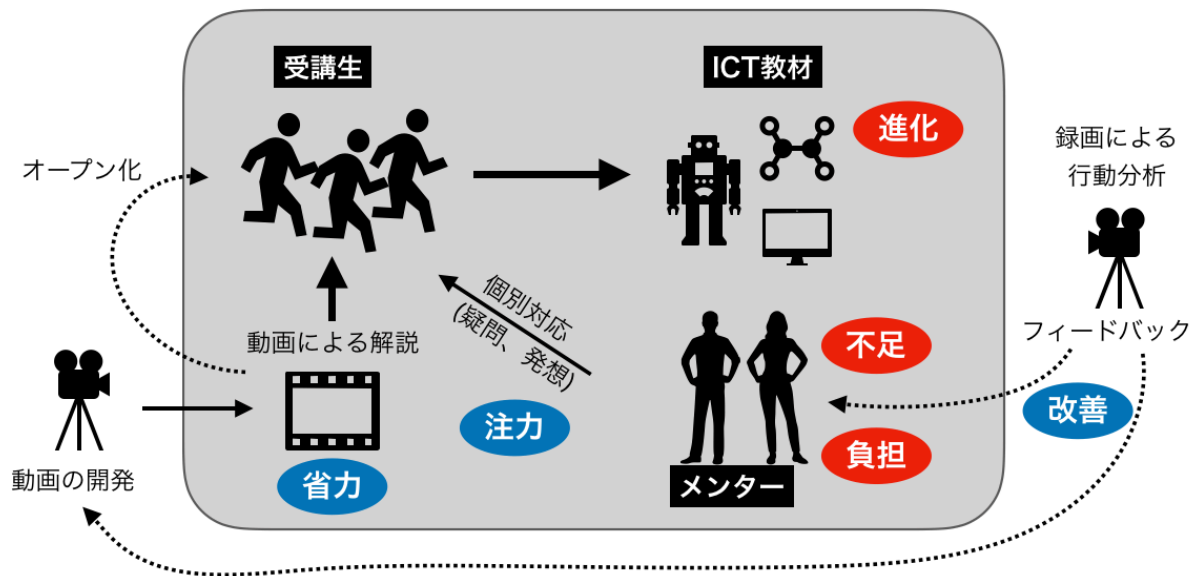 受講生
ICT教材
進化
オープン化
録画による
行動分析
個別対応
(疑問、発想)
動画による解説
不足
フィードバック
注力
改善
負担
動画の開発
省力
メンター